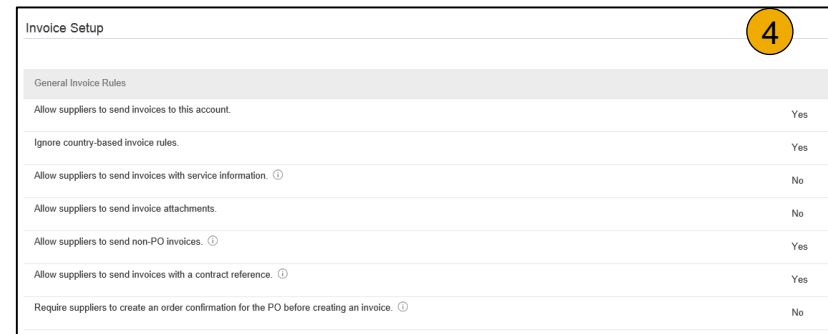 Invoice Setup
4
General Invoice Rules
Allow suppliers to send invoices to this account. Yes
Ignore country-based invoice rules. Yes
Allow suppliers to send invoices with service information. ⓘ No
Allow suppliers to send invoice attachments. No
Allow suppliers to send non-PO invoices. ⓘ Yes
Allow suppliers to send invoices with a contract reference. ⓘ Yes
Require suppliers to create an order confirmation for the PO before creating an invoice. ⓘ No